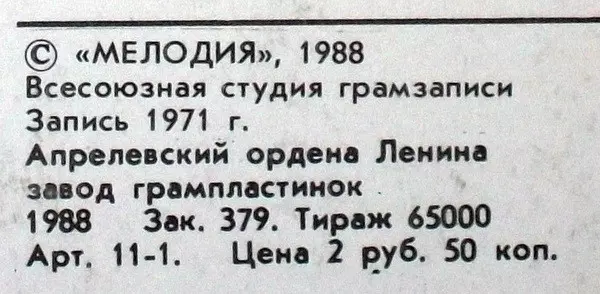 © «МЕЛОДИЯ», 1988
Всесоюзная студия грамзаписи
Запись 1971 г.
Апрелевский ордена Ленина
завод грампластинок
1988 Зак. 379. Тираж 65000
Арт. 11-1. Цена 2 руб. 50 коп.